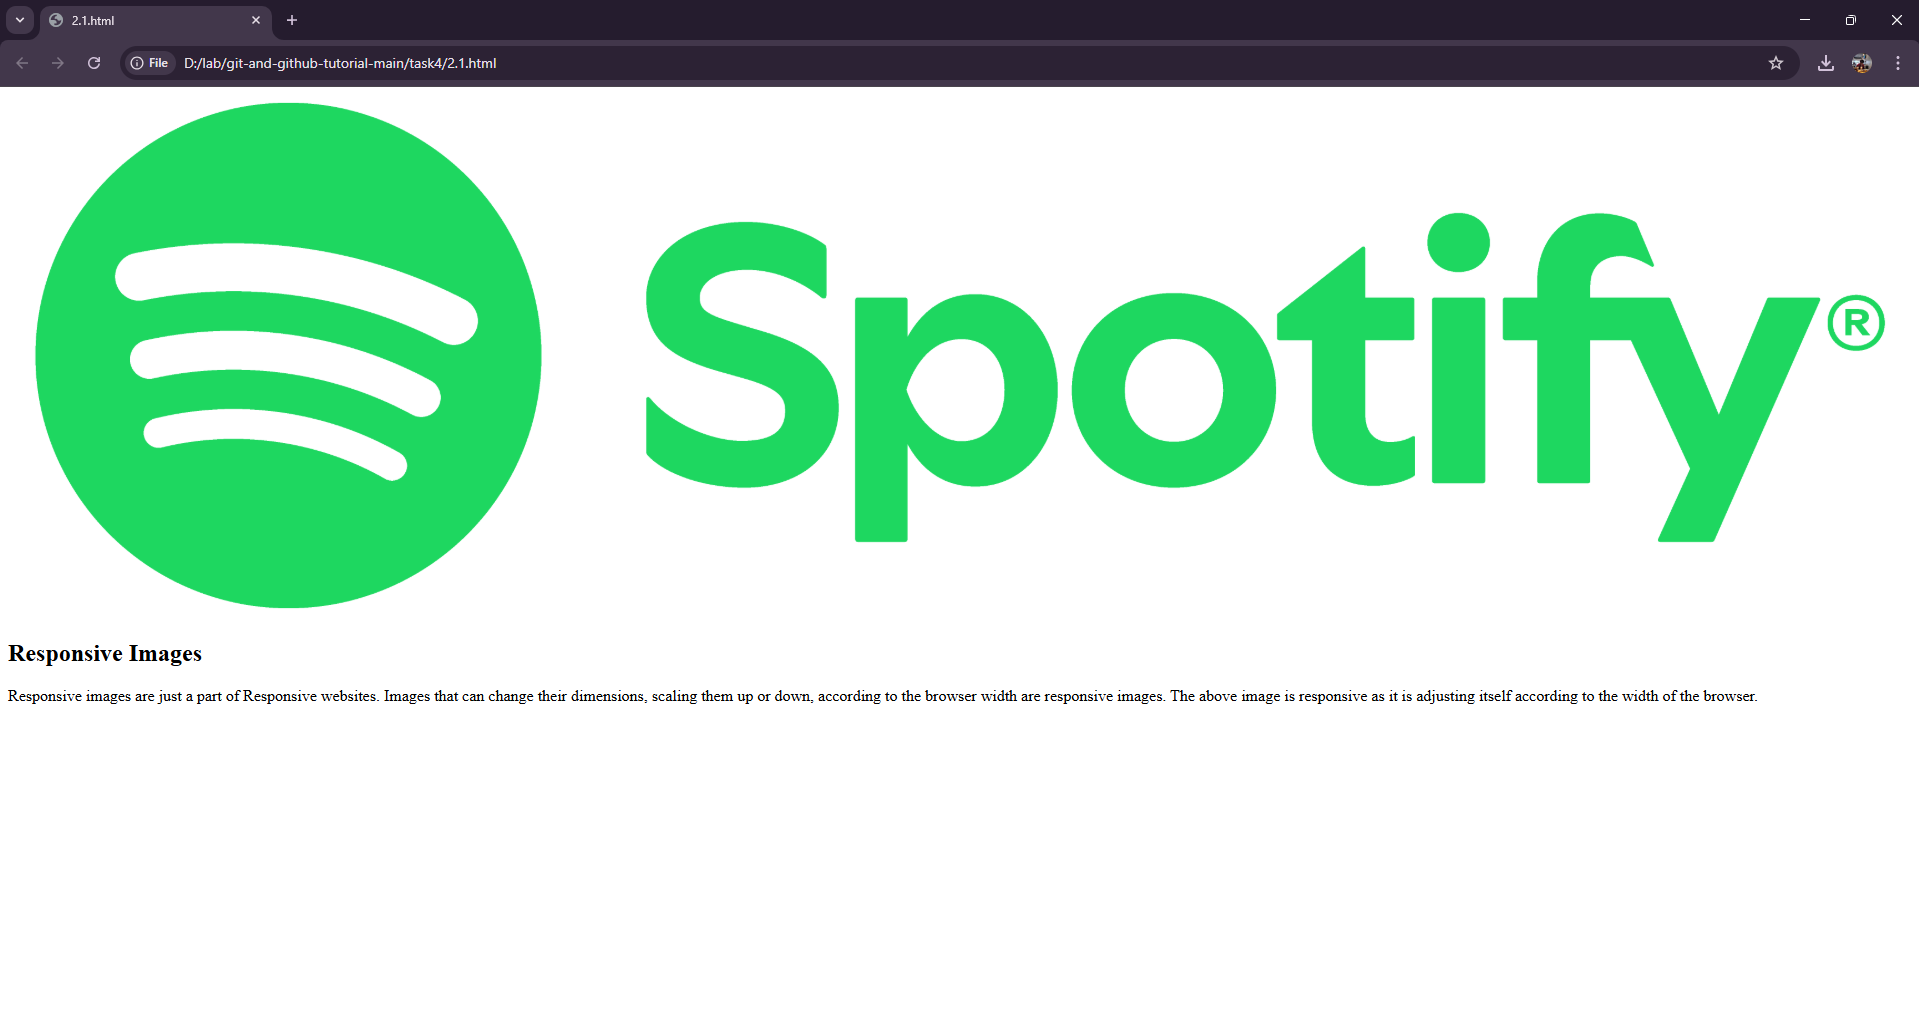 2.1.html
File D:/lab/git-and-github-tutorial-main/task4/2.1.html
Spotify®
Responsive Images
Responsive images are just a part of Responsive websites. Images that can change their dimensions, scaling them up or down, according to the browser width are responsive images. The above image is responsive as it is adjusting itself according to the width of the browser.